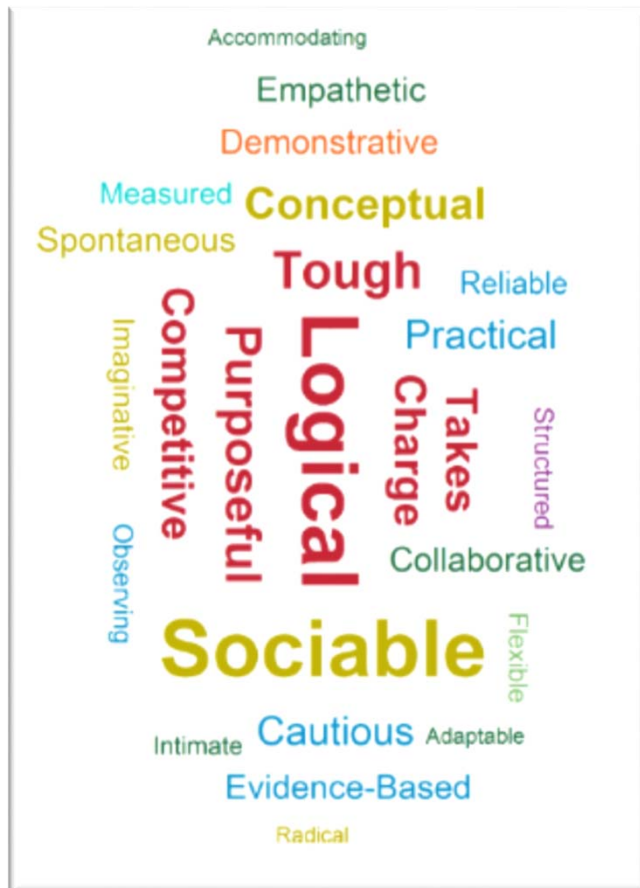 Accommodating
Empathetic
Demonstrative
Measured
Conceptual
Spontaneous
Tough
Reliable
Practical
Imaginative
Competitive
Purposeful
Logical
Charge
Takes
Structured
Observing
Collaborative
Sociable
Flexible
Intimate
Cautious
Adaptable
Evidence-Based
Radical